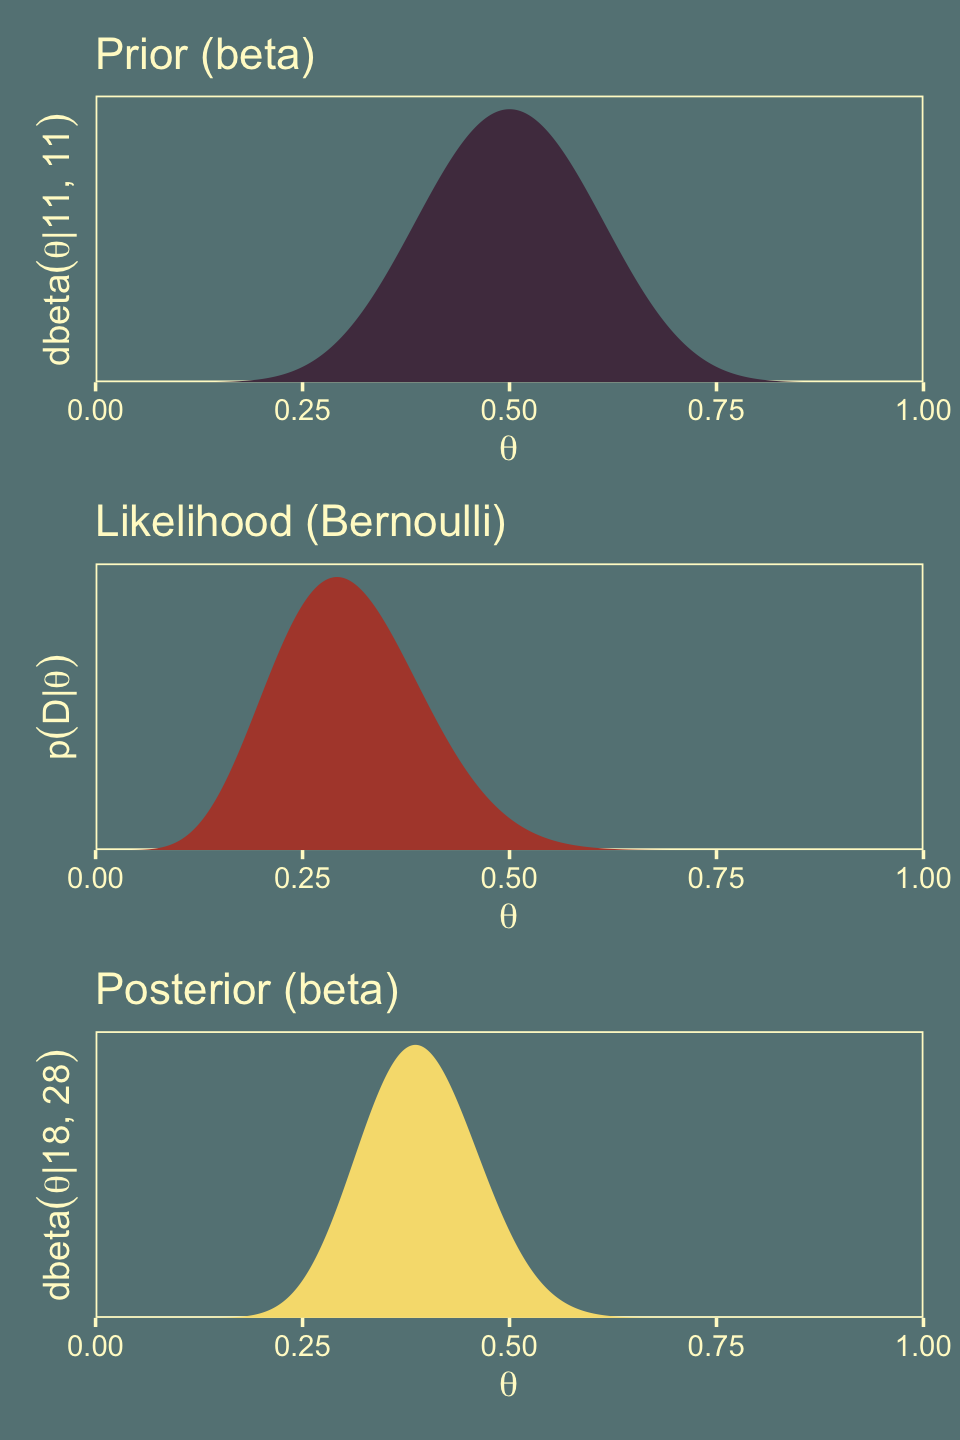 Prior (beta)
dbeta(θ|11, 11)
0.00 0.25 0.50 0.75 1.00
θ
Likelihood (Bernoulli)
p(D|θ)
0.00 0.25 0.50 0.75 1.00
θ
Posterior (beta)
dbeta(θ|18, 28)
0.00 0.25 0.50 0.75 1.00
θ